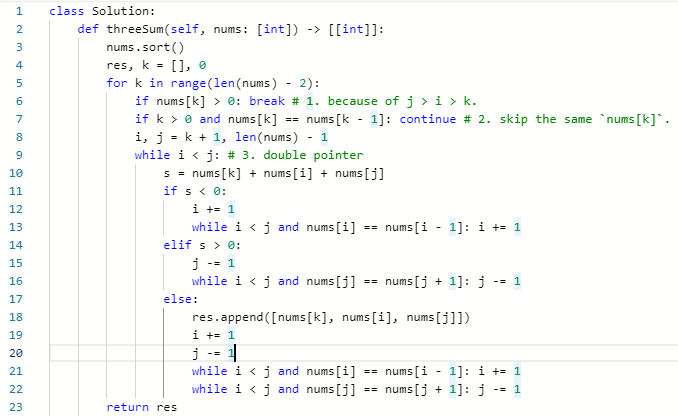 1 class Solution:
2     def threeSum(self, nums: [int]) -> [[int]]:
3         nums.sort()
4         res, k = [], 0
5         for k in range(len(nums) - 2):
6             if nums[k] > 0: break # 1. because of j > i > k.
7             if k > 0 and nums[k] == nums[k - 1]: continue # 2. skip the same `nums[k]`.
8             i, j = k + 1, len(nums) - 1
9             while i < j: # 3. double pointer
10                 s = nums[k] + nums[i] + nums[j]
11                 if s < 0:
12                     i += 1
13                     while i < j and nums[i] == nums[i - 1]: i += 1
14                 elif s > 0:
15                     j -= 1
16                     while i < j and nums[j] == nums[j + 1]: j -= 1
17                 else:
18                     res.append([nums[k], nums[i], nums[j]])
19                     i += 1
20                     j -= 1
21                     while i < j and nums[i] == nums[i - 1]: i += 1
22                     while i < j and nums[j] == nums[j + 1]: j -= 1
23         return res